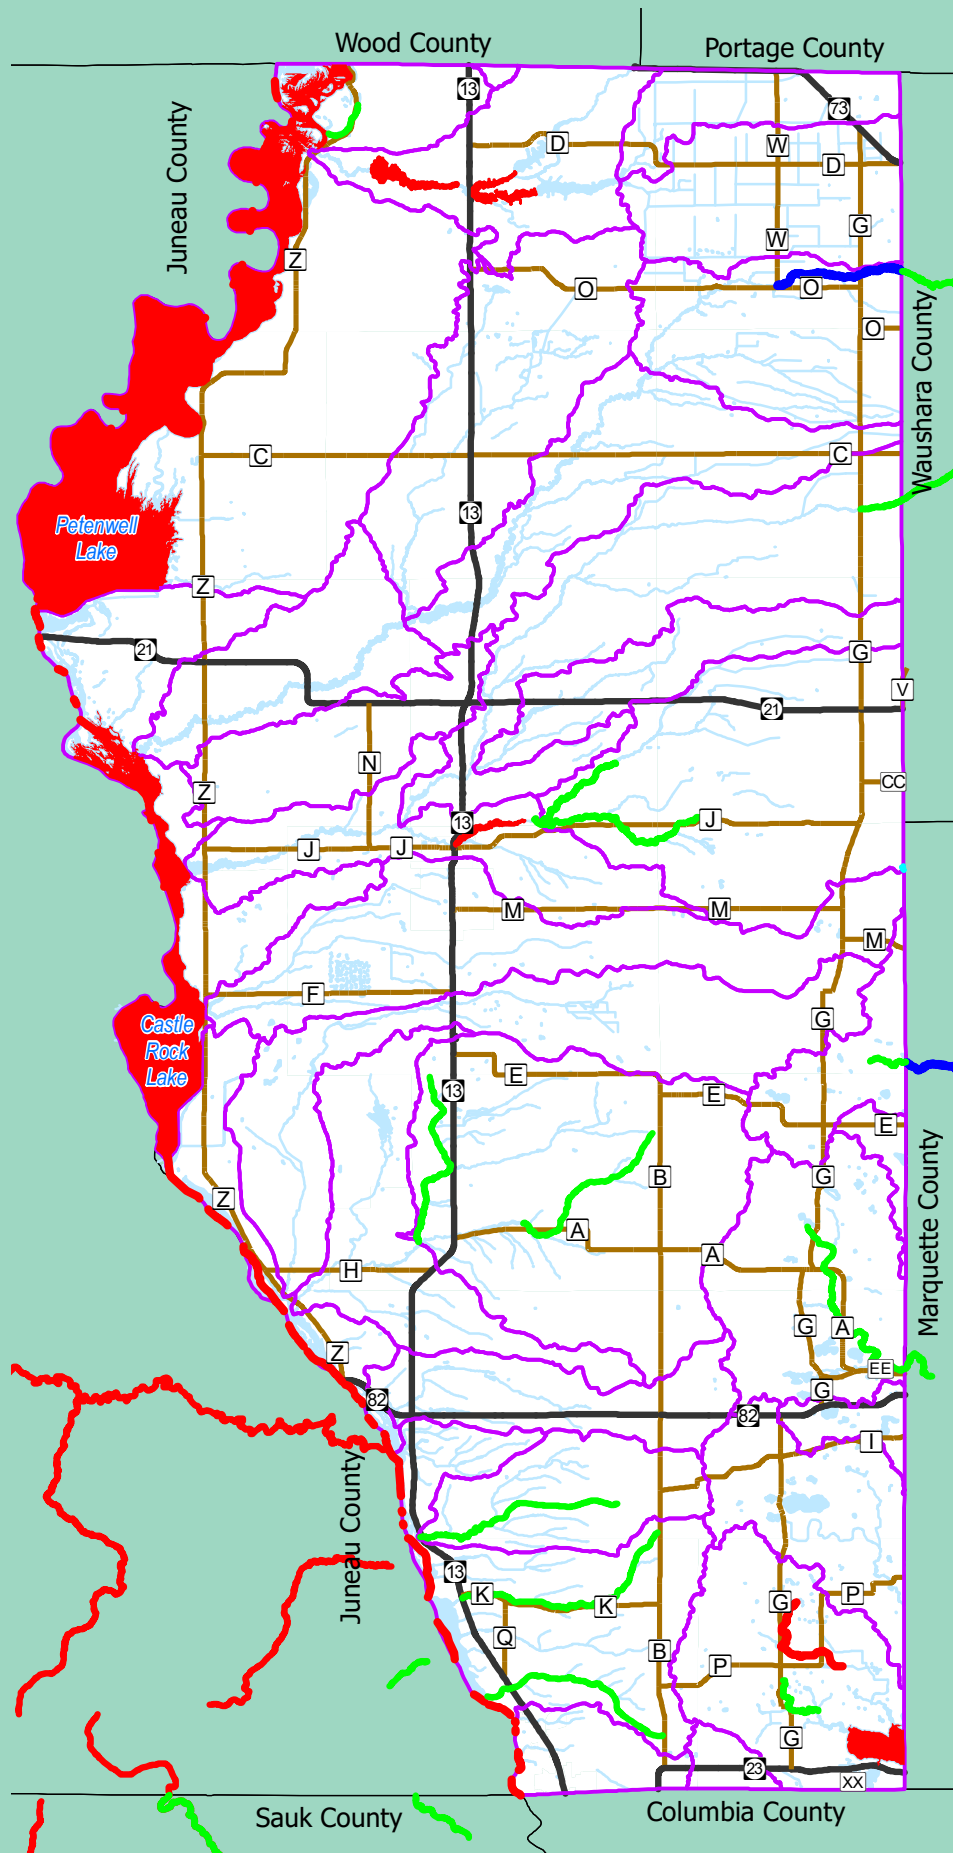 Wood County
Portage County
13
73
Juneau County
D
W
D
W
G
Z
O
O
O
Waushara County
C
C
Petenwell
Lake
13
Z
21
G
V
21
N
Z
CC
13
J
J
J
M
M
M
F
G
Castle
Rock
Lake
E
13
E
E
Marquette County
B
G
Z
A
A
H
G
A
Z
EE
G
82
82
I
Juneau County
13
K
K
P
G
Q
B
P
G
23
XX
Sauk County
Columbia County